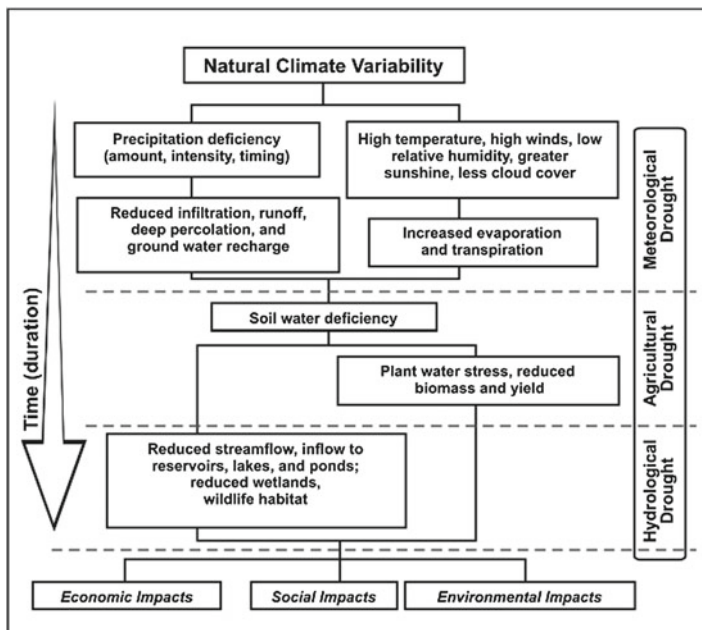 Natural Climate Variability
Precipitation deficiency
(amount, intensity, timing)
High temperature, high winds, low
relative humidity, greater
sunshine, less cloud cover
Reduced infiltration, runoff,
deep percolation, and
ground water recharge
Increased evaporation
and transpiration
Meteorological
Drought
Time (duration)
Soil water deficiency
Plant water stress, reduced
biomass and yield
Agricultural
Drought
Reduced streamflow, inflow to
reservoirs, lakes, and ponds;
reduced wetlands,
wildlife habitat
Hydrological
Drought
Economic Impacts
Social Impacts
Environmental Impacts